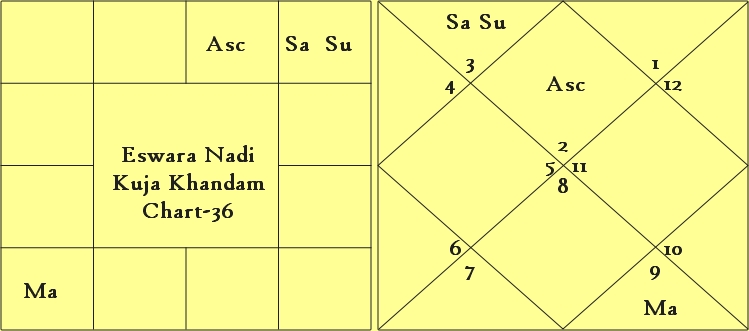 Asc
Sa Su
Eswara Nadi
Kuja Khandam
Chart-36
Ma
Sa Su
3
1
4
Asc
12
2
5
11
8
6
10
7
9
Ma